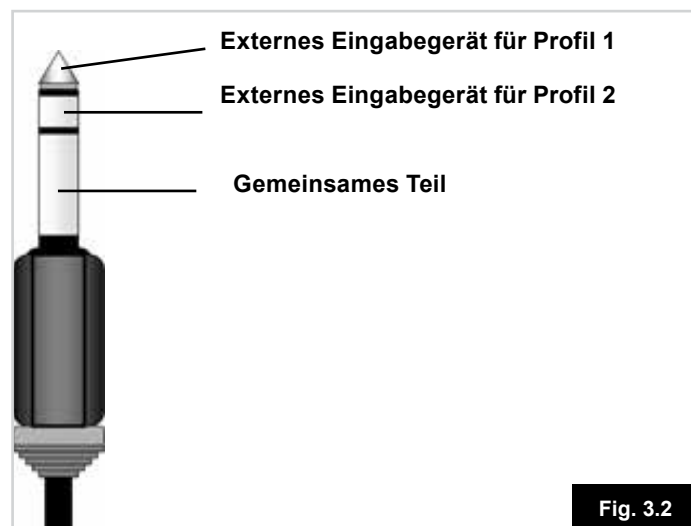 Externes Eingabegerät für Profil 1
Externes Eingabegerät für Profil 2
Gemeinsames Teil
Fig. 3.2